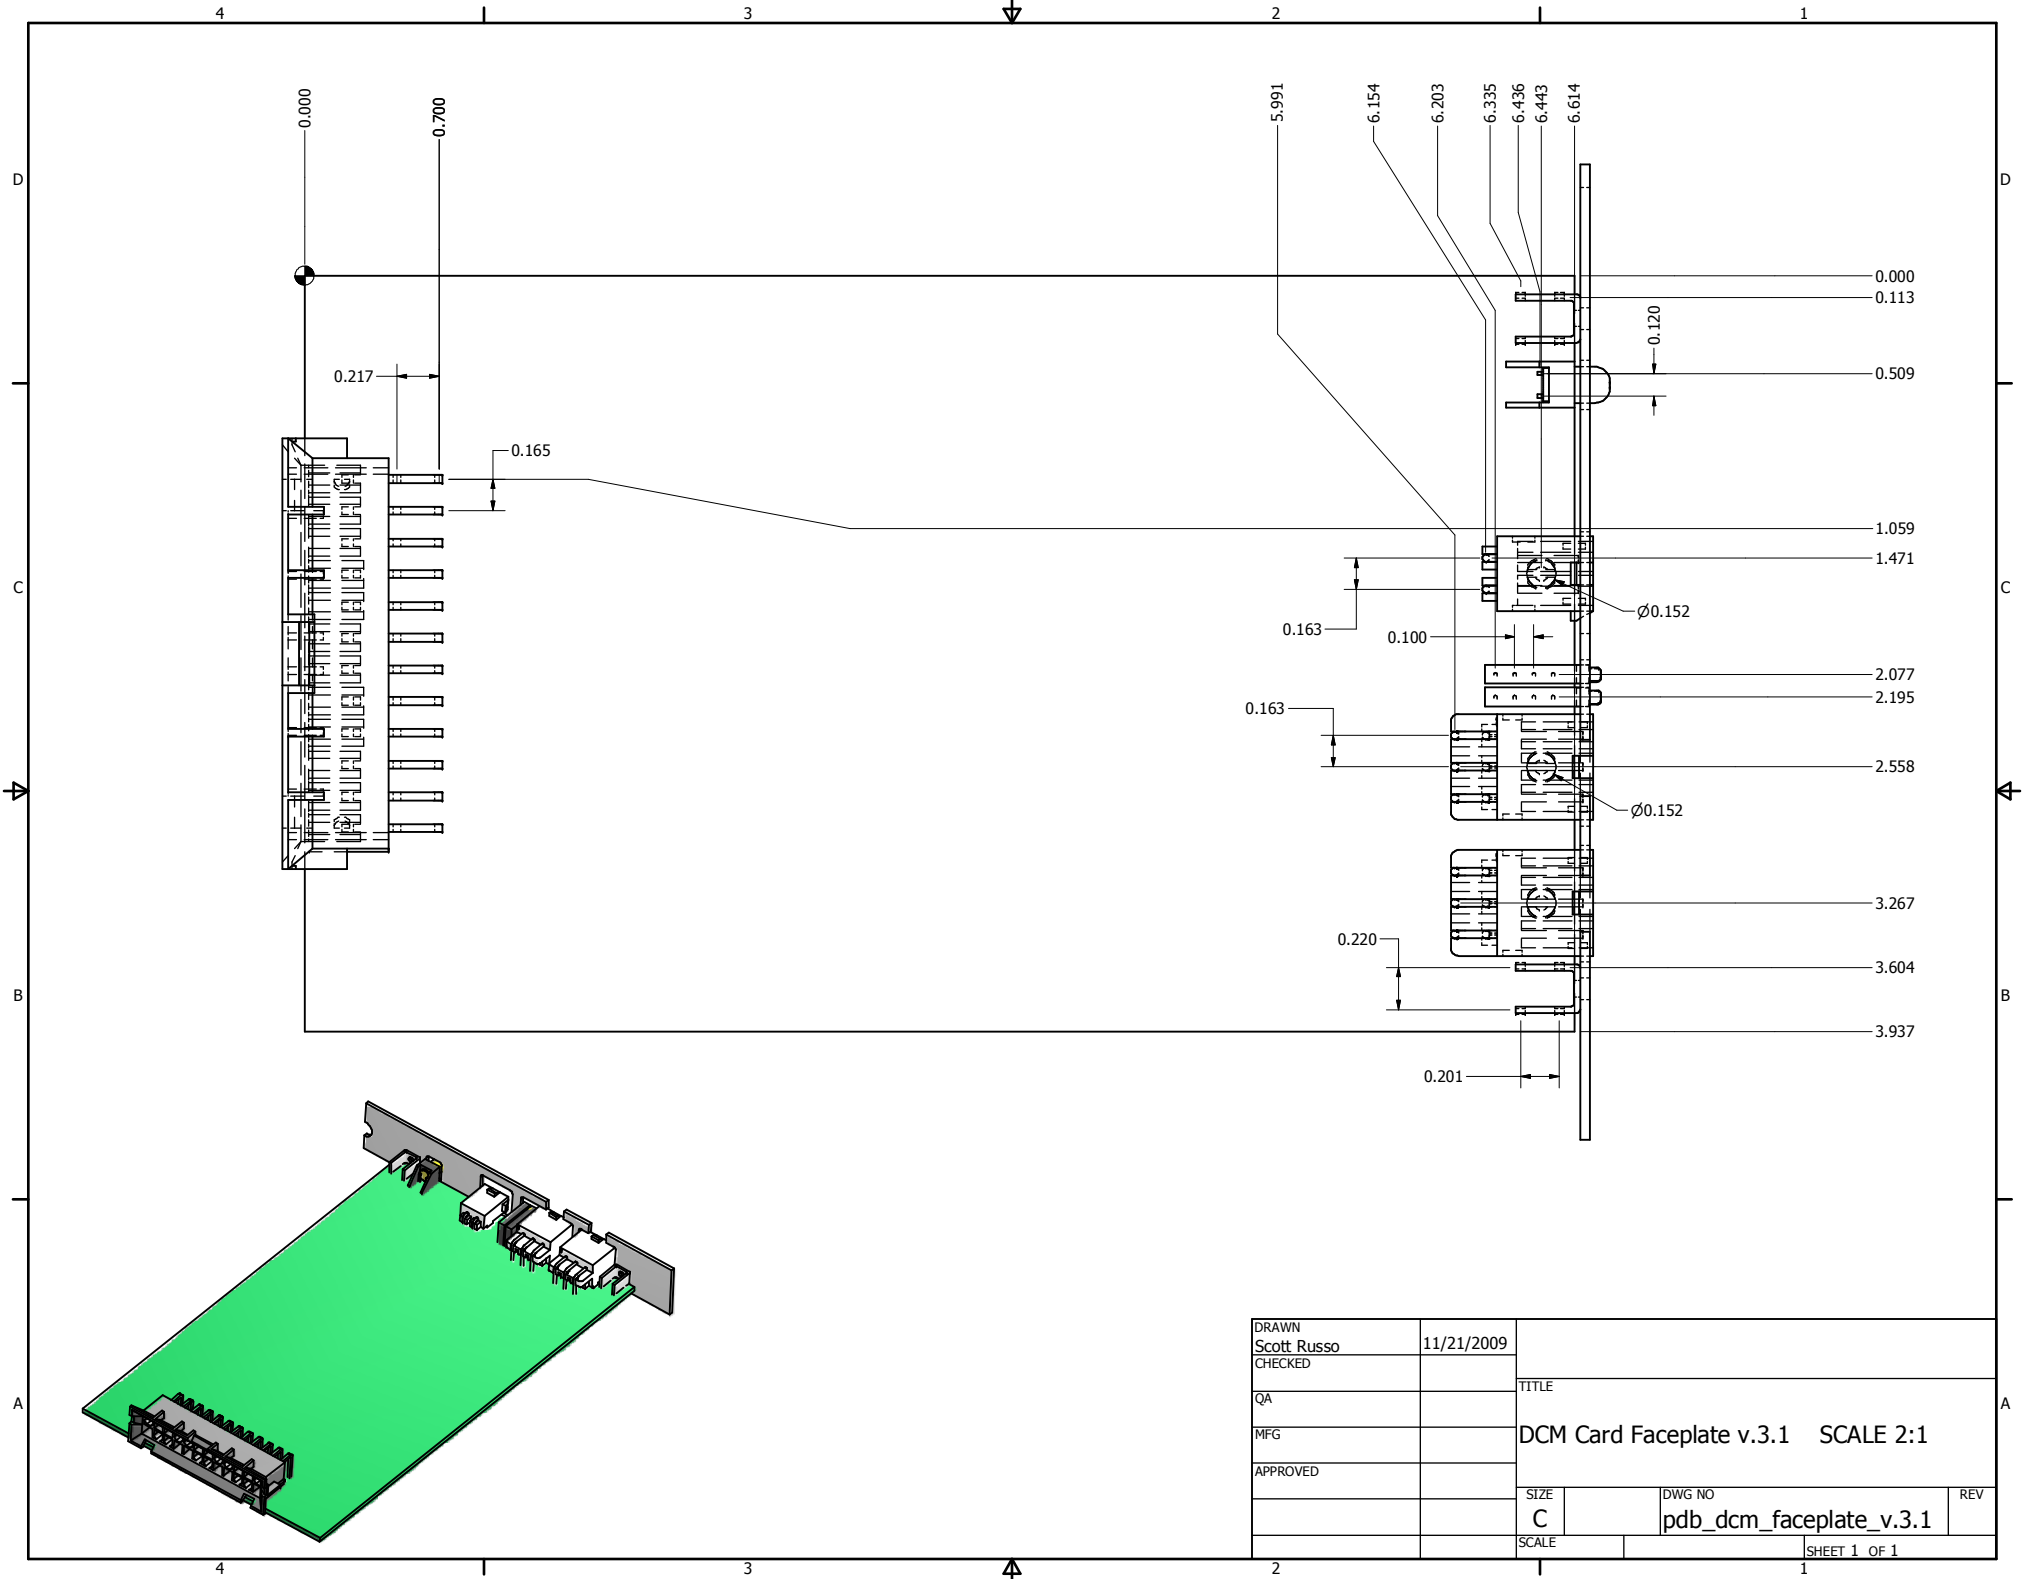 4 3 2 1
0.000
0.700
5.991
6.154
6.203
6.335
6.436
6.443
6.614
D D
0.000
0.113
0.120
0.217
0.509
0.165
1.059
1.471
C C
Ø0.152
0.163
0.100
2.077
2.195
0.163
2.558
Ø0.152
3.267
0.220
3.604
B B
3.937
0.201
DRAWN
Scott Russo 11/21/2009
CHECKED
TITLE
A A
QA
MFG
DCM Card Faceplate v.3.1 SCALE 2:1
APPROVED
SIZE DWG NO REV
C pdb_dcm_faceplate_v.3.1
SCALE
SHEET 1 OF 1
4 3 2 1